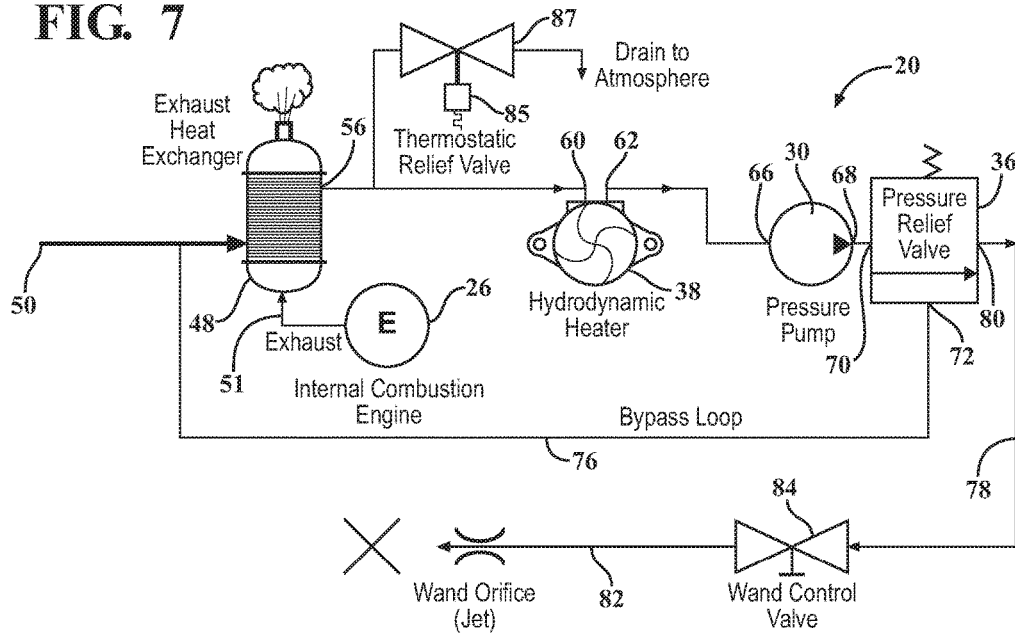 FIG. 7
87
Drain to
Atmosphere
20
Exhaust
Heat
Exchanger
56
85
Thermostatic
Relief Valve
60
62
30
66
68
36
Pressure
Relief
Valve
50
48
51
Exhaust
E
26
Internal Combustion
Engine
38
Hydrodynamic
Heater
Pressure
Pump
70
72
80
Bypass Loop
76
78
84
Wand Orifice
(Jet)
82
Wand Control
Valve